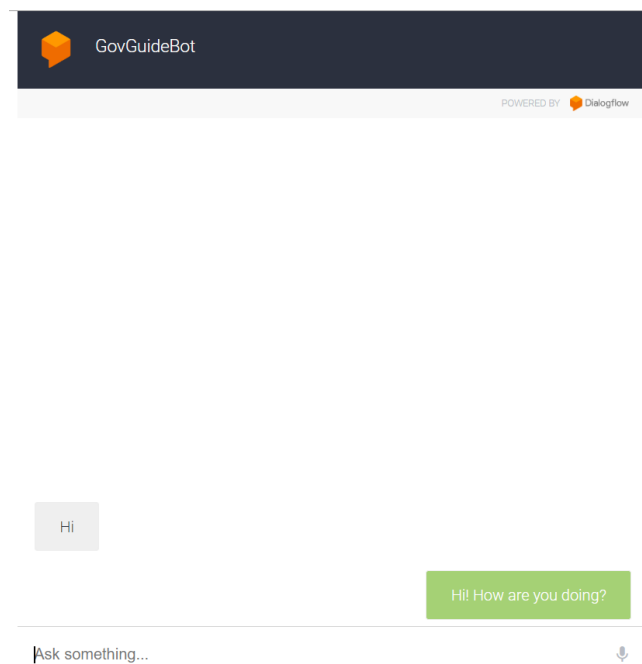 GovGuideBot
POWERED BY Dialogflow
Hi
Hi! How are you doing?
Ask something...